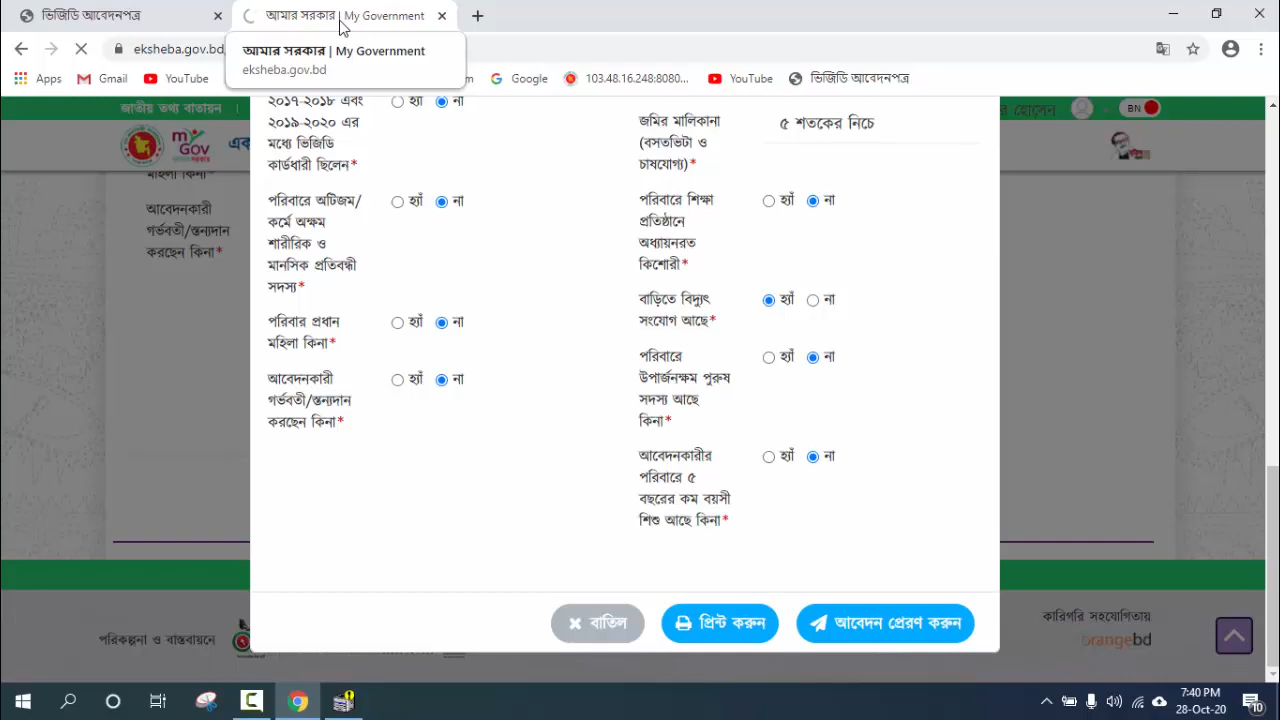 ভিজিডি আবেদনপত্র
আমার সরকার | My Government
eksheba.gov.bd
আমার সরকার | My Government
eksheba.gov.bd
Apps
Gmail
YouTube
Google
103.48.16.248:8080...
YouTube
ভিজিডি আবেদনপত্র
জাতীয় তথ্য বাতায়ন
BN
myGov
২০১৭-২০১৮ এবং
২০১৯-২০২০ এর
মধ্যে ভিজিডি
কার্ডধারী ছিলেন*
হ্যাঁ
না
জমির মালিকানা
(বসতভিটা ও
চাষযোগ্য)*
৫ শতকের নিচে
মহিলা কিনা*
আবেদনকারী
গর্ভবতী/স্তন্যদান
করছেন কিনা*
পরিবারে অটিজম/
কর্মে অক্ষম
শারীরিক ও
মানসিক প্রতিবন্ধী
সদস্য*
হ্যাঁ
না
পরিবারে শিক্ষা
প্রতিষ্ঠানে
অধ্যায়নরত
কিশোরী*
হ্যাঁ
না
পরিবার প্রধান
মহিলা কিনা*
হ্যাঁ
না
বাড়িতে বিদ্যুৎ
সংযোগ আছে*
হ্যাঁ
না
আবেদনকারী
গর্ভবতী/স্তন্যদান
করছেন কিনা*
হ্যাঁ
না
পরিবারে
উপার্জনক্ষম পুরুষ
সদস্য আছে
কিনা*
হ্যাঁ
না
আবেদনকারীর
পরিবারে ৫
বছরের কম বয়সী
শিশু আছে কিনা*
হ্যাঁ
না
বাতিল
প্রিন্ট করুন
আবেদন প্রেরণ করুন
পরিকল্পনা ও বাস্তবায়নে
কারিগরি সহযোগিতায়
orangebd
7:40 PM
28-Oct-20
10